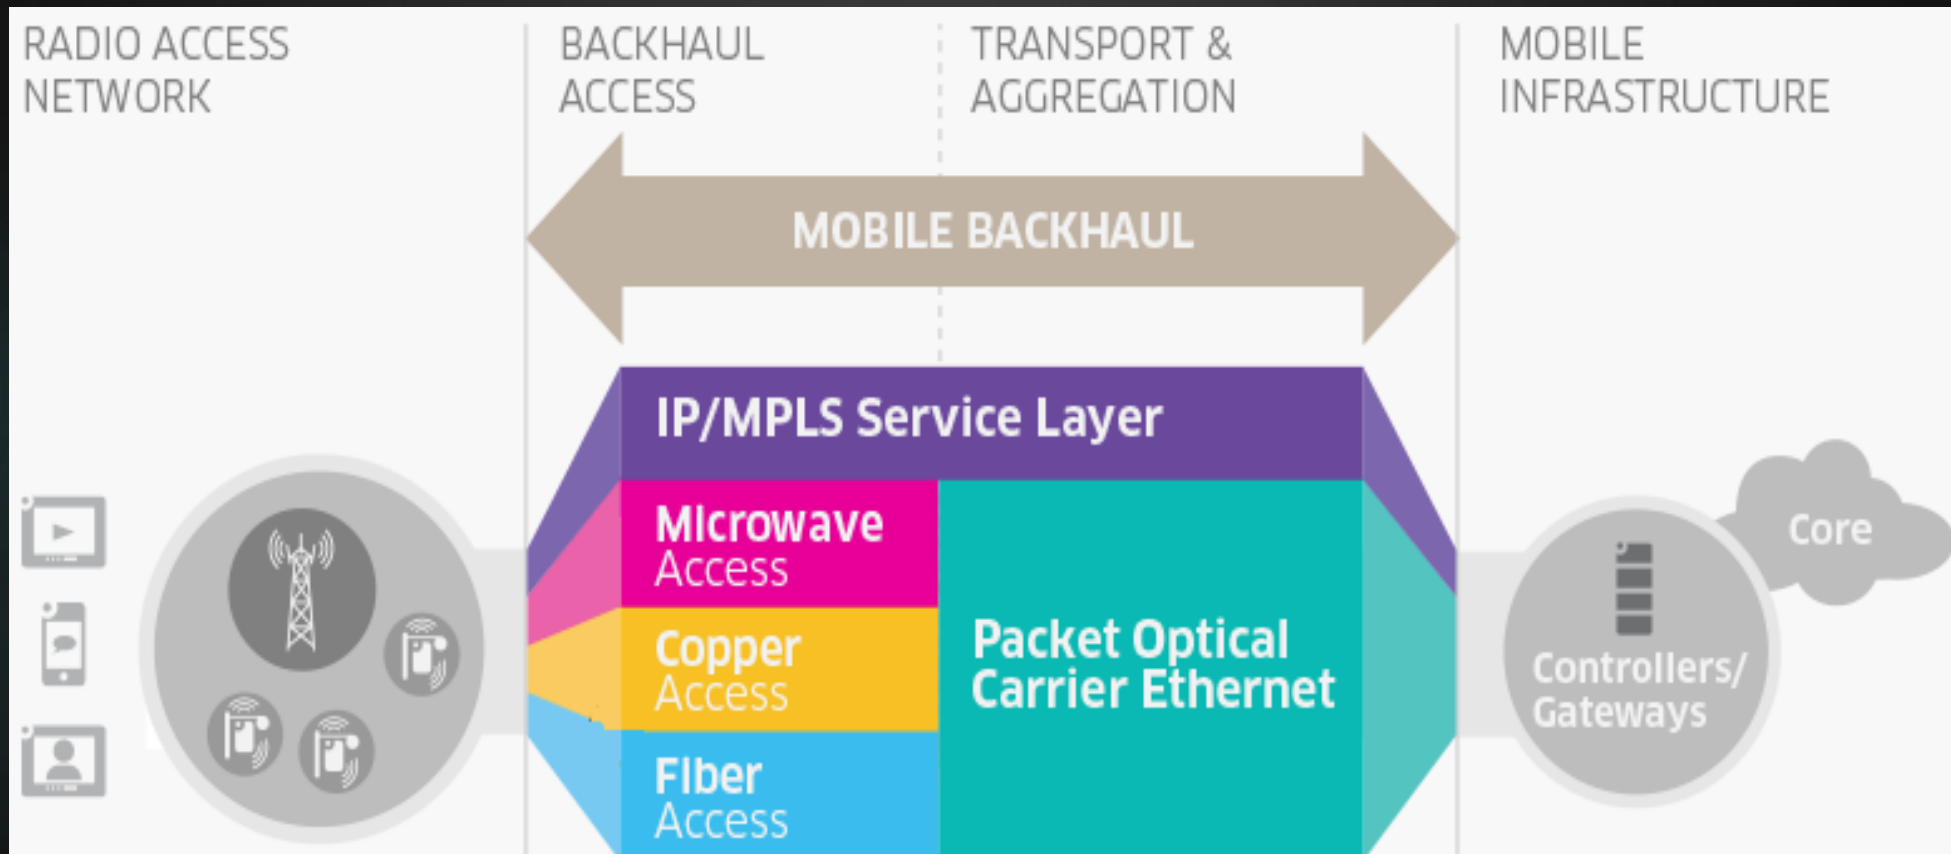 RADIO ACCESS
NETWORK
BACKHAUL
ACCESS
TRANSPORT &
AGGREGATION
MOBILE
INFRASTRUCTURE
MOBILE BACKHAUL
IP/MPLS Service Layer
MIcrowave
Access
Copper
Access
FIber
Access
Packet Optical
Carrier Ethernet
Core
Controllers/
Gateways